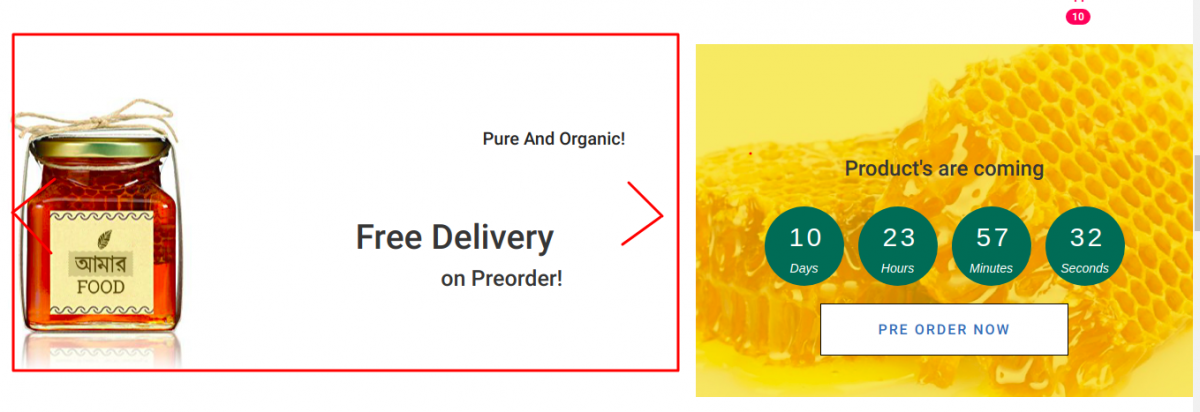 10
Pure And Organic!
Free Delivery
on Preorder!
আমার
FOOD
Product's are coming
10 23 57 32
Days Hours Minutes Seconds
PRE ORDER NOW